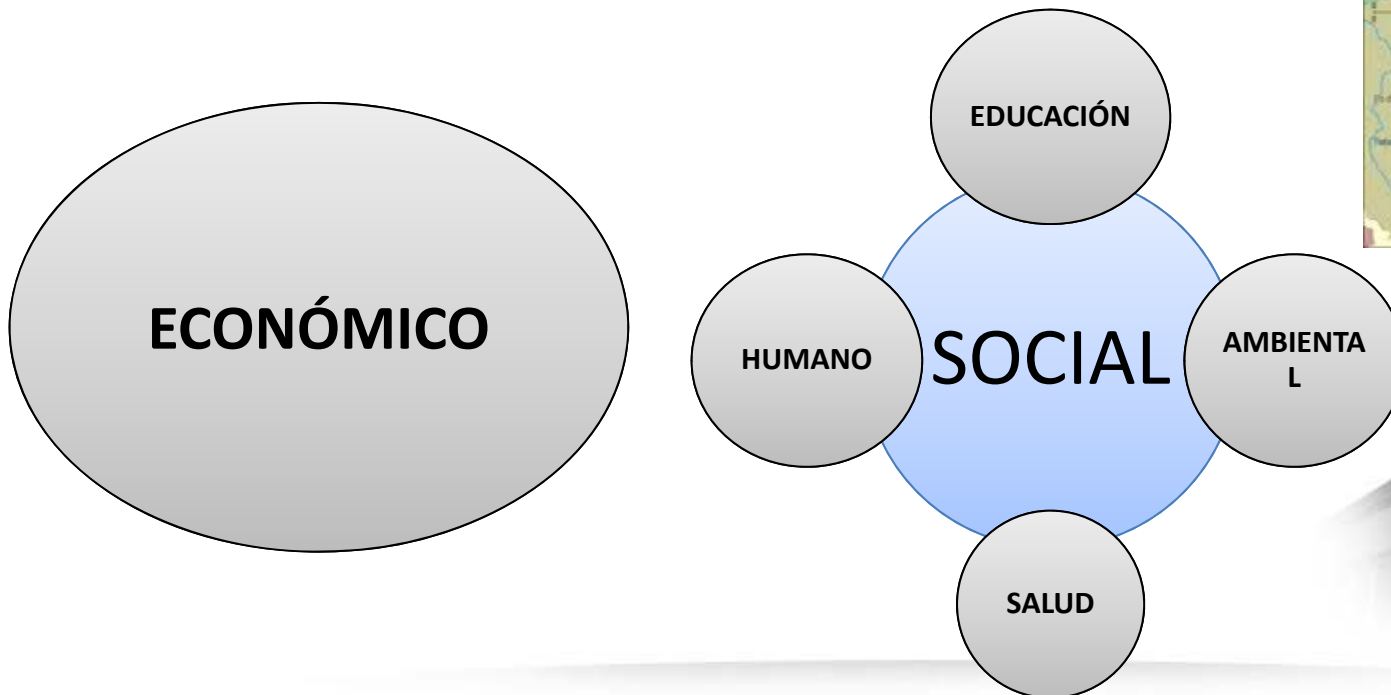 EDUCACIÓN
ECONÓMICO
HUMANO
SOCIAL
AMBIENTA
L
SALUD